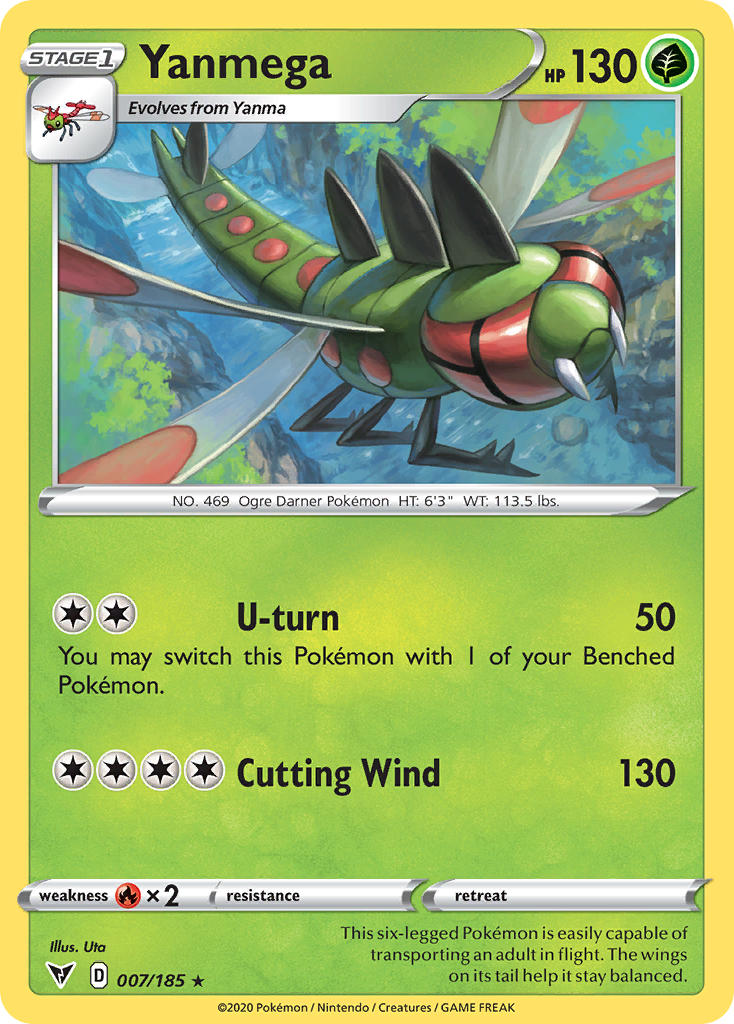 STAGE 1 Yanmega HP 130
Evolves from Yanma
NO. 469 Ogre Darner Pokémon HT: 6'3" WT: 113.5 lbs.
U-turn 50
You may switch this Pokémon with 1 of your Benched
Pokémon.
Cutting Wind 130
weakness ×2 resistance retreat
This six-legged Pokémon is easily capable of
transporting an adult in flight. The wings
on its tail help it stay balanced.
Illus. Uta
D 007/185 ★
©2020 Pokémon / Nintendo / Creatures / GAME FREAK